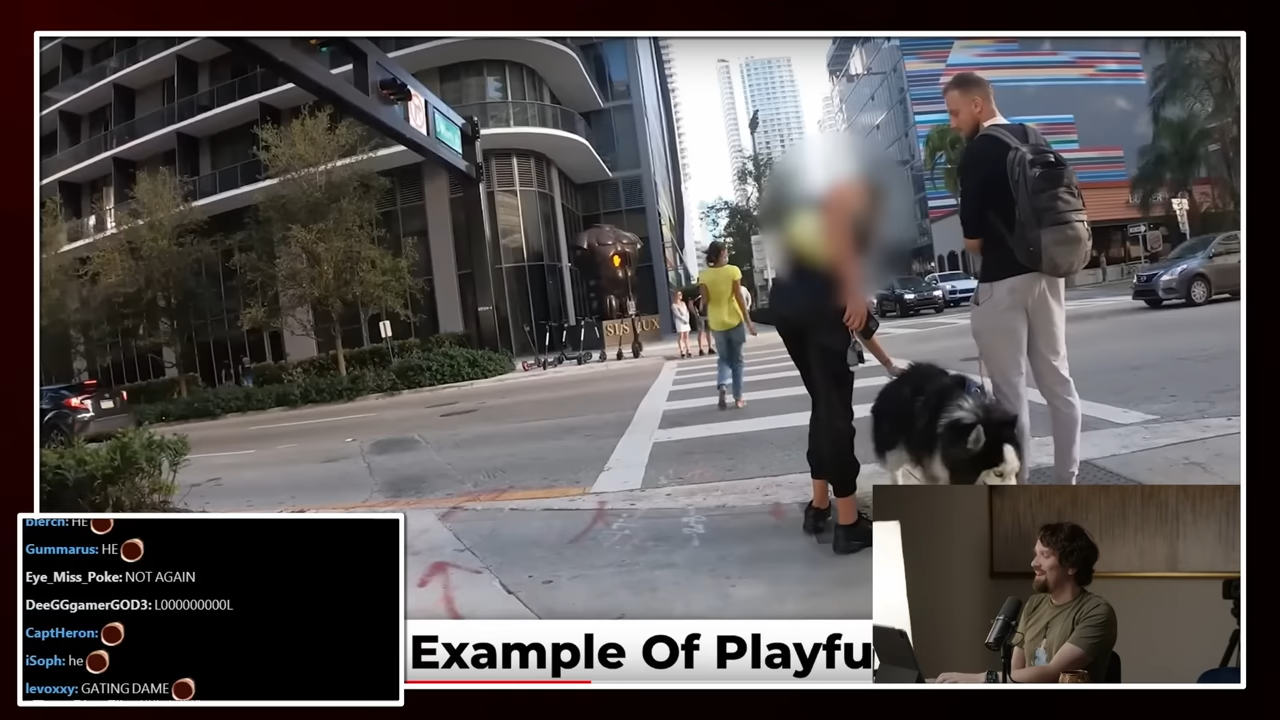 SLS LUX
blerch: HE
Gummarus: HE
Eye_Miss_Poke: NOT AGAIN
DeeGGgamerGOD3: L000000000L
CaptHeron:
iSoph: he
levoxxy: GATING DAME
Example Of Playfu